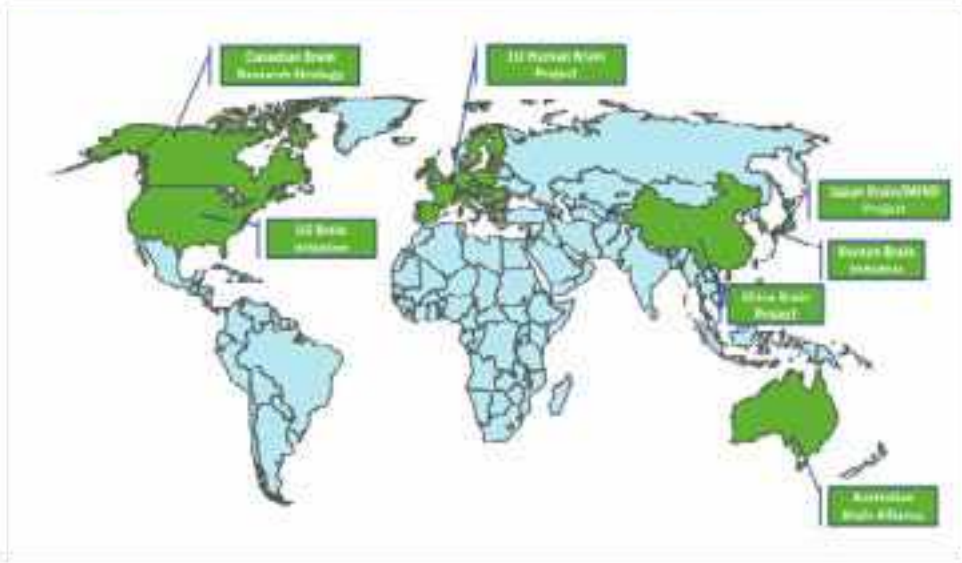 Canadian Brain
Research Strategy
EU Human Brain
Project
US Brain
Initiative
Japan Brain/MINDS
Project
Korean Brain
Initiative
China Brain
Project
Australian
Brain Alliance